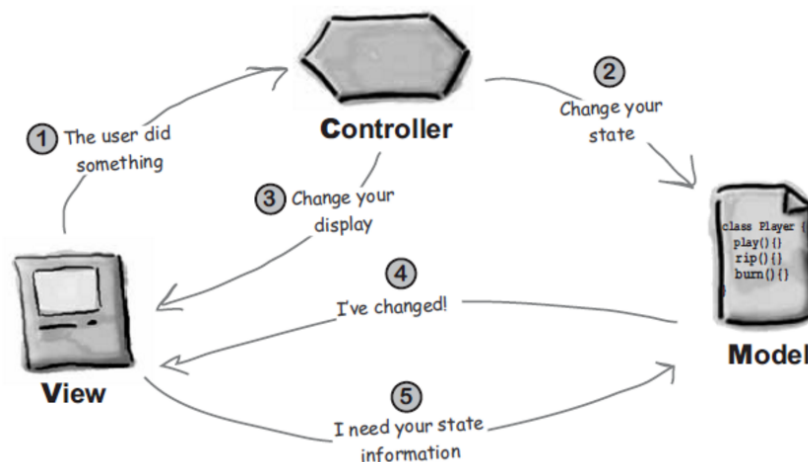 2
Controller
Change your
state
1 The user did
something
3 Change your
display
class Player {
play(){}
rip(){}
burn(){}
}
4
I've changed!
Model
View
5
I need your state
information